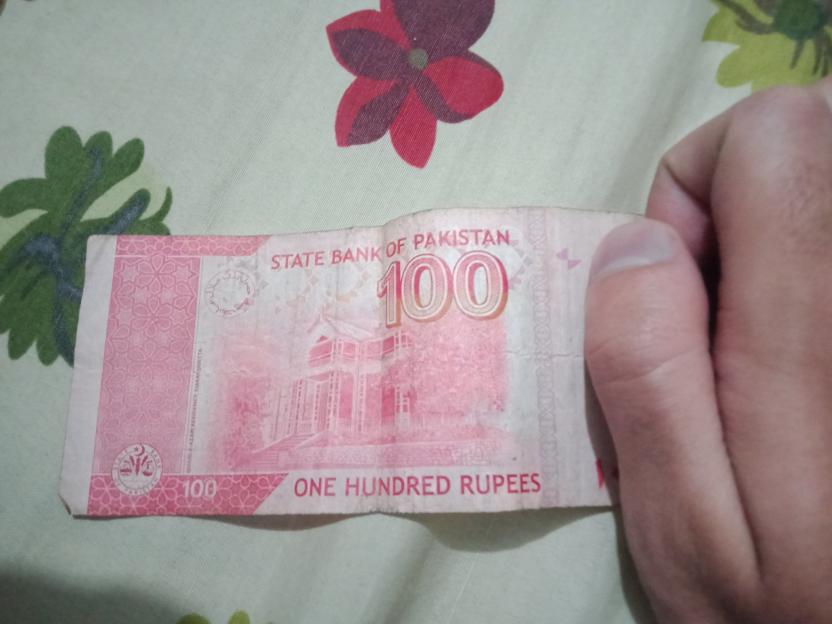 STATE BANK OF PAKISTAN
100
100
ONE HUNDRED RUPEES